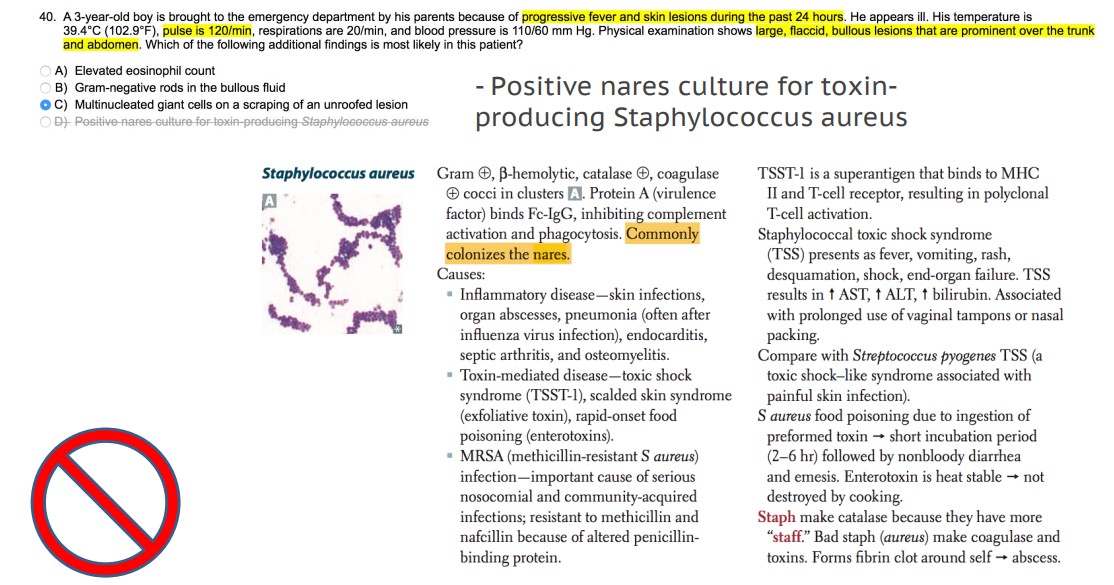 40. A 3-year-old boy is brought to the emergency department by his parents because of progressive fever and skin lesions during the past 24 hours. He appears ill. His temperature is
39.4°C (102.9°F), pulse is 120/min, respirations are 20/min, and blood pressure is 110/60 mm Hg. Physical examination shows large, flaccid, bullous lesions that are prominent over the trunk
and abdomen. Which of the following additional findings is most likely in this patient?
A) Elevated eosinophil count
B) Gram-negative rods in the bullous fluid
C) Multinucleated giant cells on a scraping of an unroofed lesion
D) Positive nares culture for toxin-producing Staphylococcus aureus
- Positive nares culture for toxin-
producing Staphylococcus aureus
Staphylococcus aureus
A
Gram ⊕, β-hemolytic, catalase ⊕, coagulase
⊕ cocci in clusters A. Protein A (virulence
factor) binds Fc-IgG, inhibiting complement
activation and phagocytosis. Commonly
colonizes the nares.
Causes:
▪ Inflammatory disease—skin infections,
organ abscesses, pneumonia (often after
influenza virus infection), endocarditis,
septic arthritis, and osteomyelitis.
▪ Toxin-mediated disease—toxic shock
syndrome (TSST-1), scalded skin syndrome
(exfoliative toxin), rapid-onset food
poisoning (enterotoxins).
▪ MRSA (methicillin-resistant S aureus)
infection—important cause of serious
nosocomial and community-acquired
infections; resistant to methicillin and
nafcillin because of altered penicillin-
binding protein.
TSST-1 is a superantigen that binds to MHC
II and T-cell receptor, resulting in polyclonal
T-cell activation.
Staphylococcal toxic shock syndrome
(TSS) presents as fever, vomiting, rash,
desquamation, shock, end-organ failure. TSS
results in ↑ AST, ↑ ALT, ↑ bilirubin. Associated
with prolonged use of vaginal tampons or nasal
packing.
Compare with Streptococcus pyogenes TSS (a
toxic shock–like syndrome associated with
painful skin infection).
S aureus food poisoning due to ingestion of
preformed toxin → short incubation period
(2–6 hr) followed by nonbloody diarrhea
and emesis. Enterotoxin is heat stable → not
destroyed by cooking.
Staph make catalase because they have more
“staff.” Bad staph (aureus) make coagulase and
toxins. Forms fibrin clot around self → abscess.